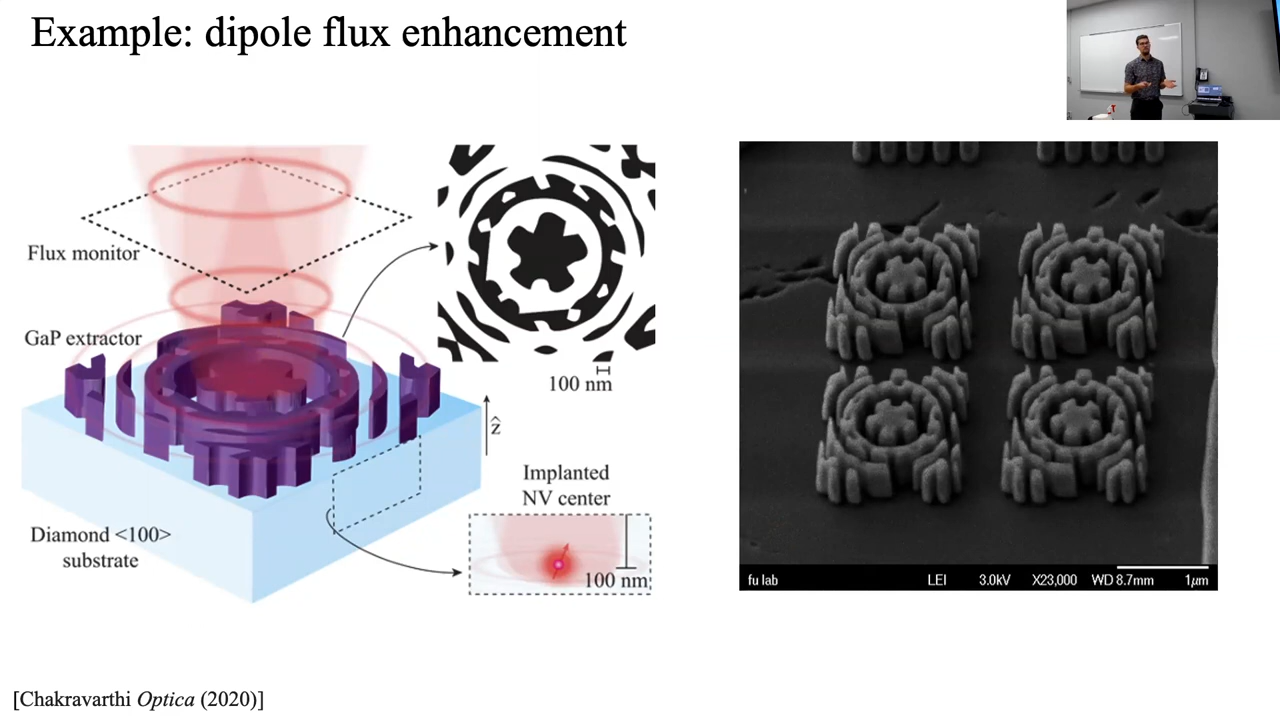 Example: dipole flux enhancement
Flux monitor
GaP extractor
100 nm
ẑ
Implanted
NV center
100 nm
Diamond <100>
substrate
fu lab LEI 3.0kV X23,000 WD 8.7mm 1µm
[Chakravarthi Optica (2020)]